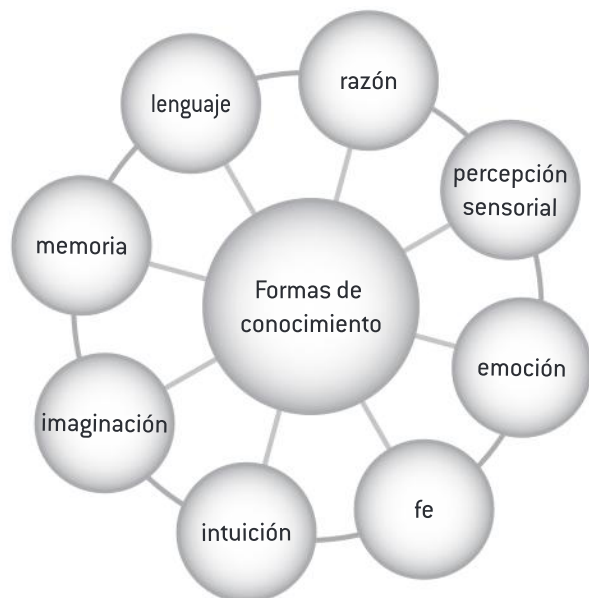 lenguaje
razón
percepción
sensorial
memoria
Formas de
conocimiento
emoción
imaginación
intuición
fe